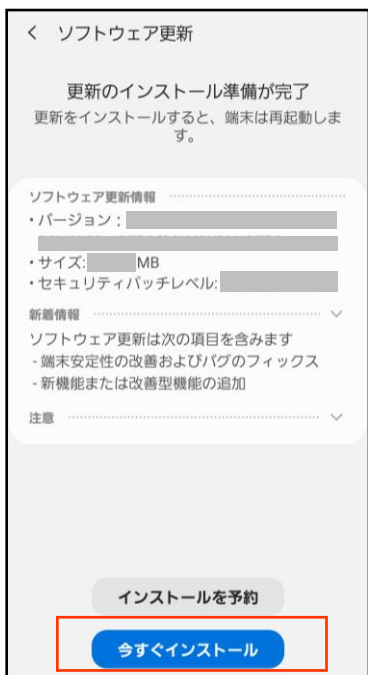 < ソフトウェア更新
更新のインストール準備が完了
更新をインストールすると、端末は再起動しま
す。
ソフトウェア更新情報
・バージョン：
・サイズ: MB
・セキュリティパッチレベル:
新着情報
ソフトウェア更新は次の項目を含みます
- 端末安定性の改善およびバグのフィックス
- 新機能または改善型機能の追加
注意
インストールを予約
今すぐインストール